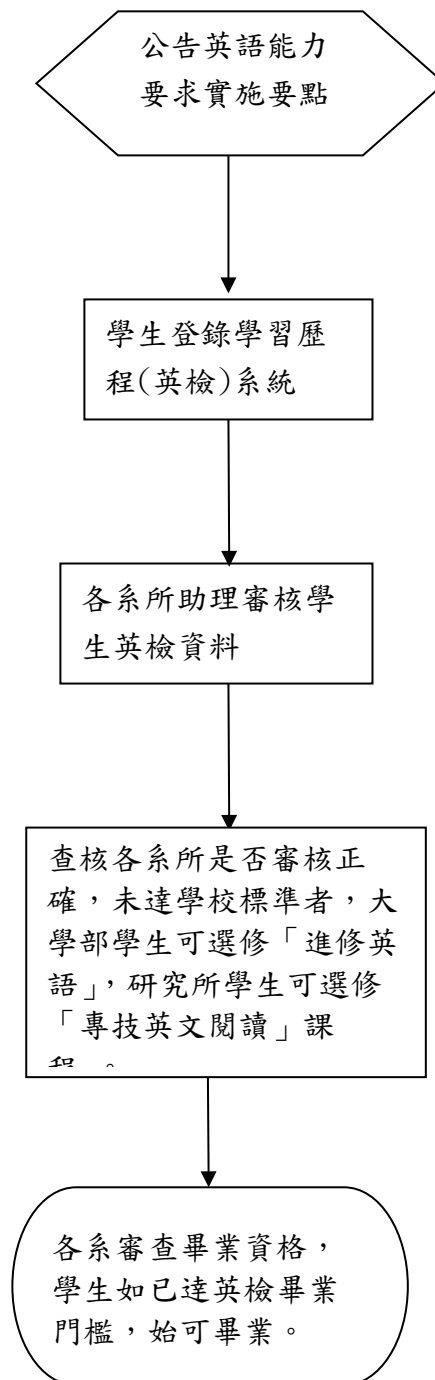 公告英語能力
要求實施要點
學生登錄學習歷
程(英檢)系統
各系所助理審核學
生英檢資料
查核各系所是否審核正
確，未達學校標準者，大
學部學生可選修「進修英
語」，研究所學生可選修
「專技英文閱讀」課
程 。
各系審查畢業資格，
學生如已達英檢畢業
門檻，始可畢業。